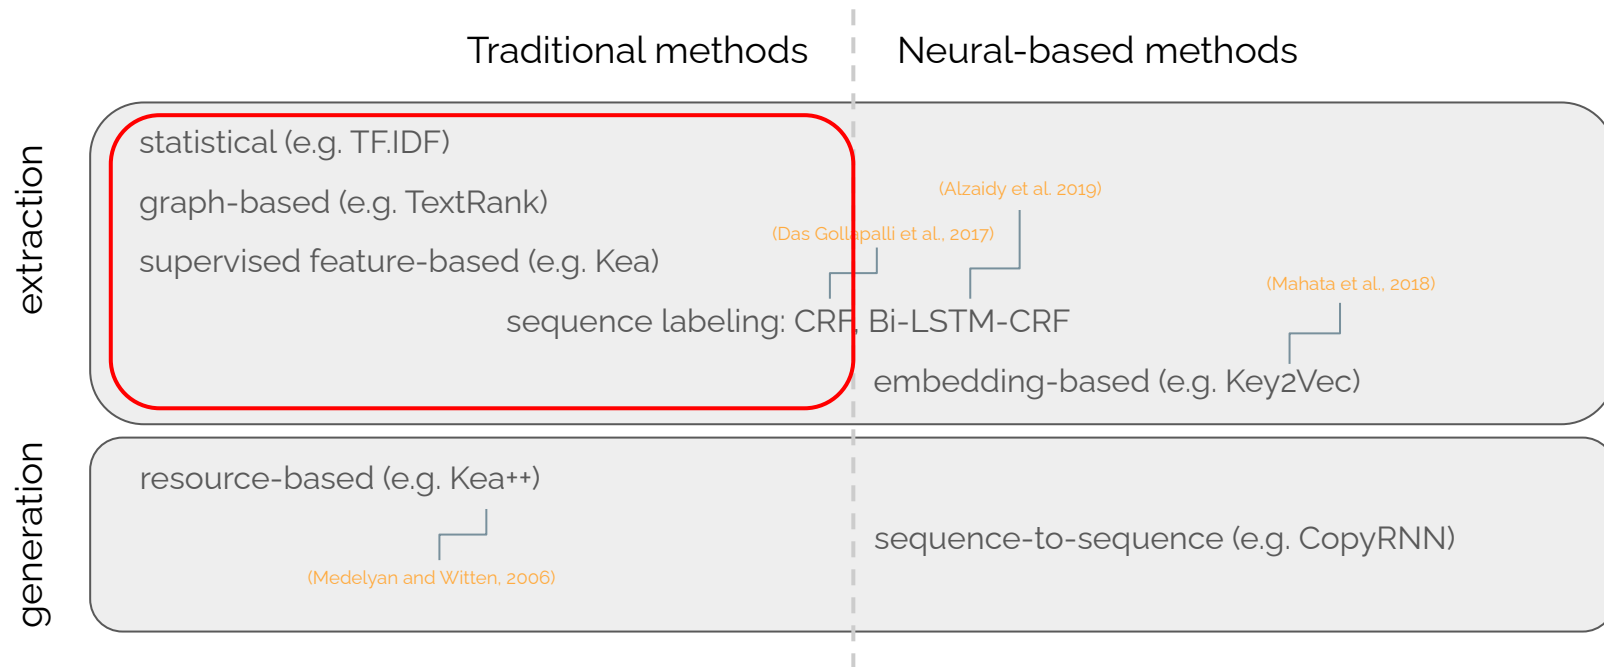 Traditional methods
Neural-based methods
extraction
statistical (e.g. TF.IDF)
graph-based (e.g. TextRank)
(Alzaidy et al. 2019)
(Das Gollapalli et al., 2017)
supervised feature-based (e.g. Kea)
(Mahata et al., 2018)
sequence labeling: CRF, Bi-LSTM-CRF
embedding-based (e.g. Key2Vec)
generation
resource-based (e.g. Kea++)
sequence-to-sequence (e.g. CopyRNN)
(Medelyan and Witten, 2006)